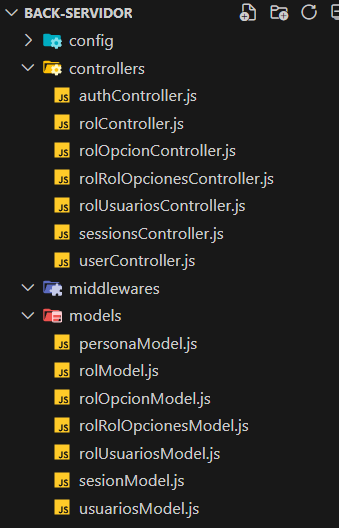 BACK-SERVIDOR
config
controllers
JS authController.js
JS rolController.js
JS rolOpcionController.js
JS rolRolOpcionesController.js
JS rolUsuariosController.js
JS sessionsController.js
JS userController.js
middlewares
models
JS personaModel.js
JS rolModel.js
JS rolOpcionModel.js
JS rolRolOpcionesModel.js
JS rolUsuariosModel.js
JS sesionModel.js
JS usuariosModel.js